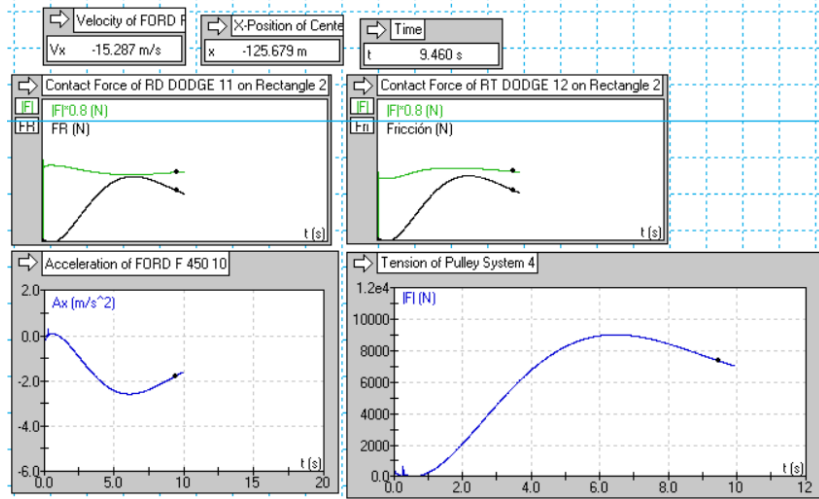 Velocity of FORD F
Vx -15.287 m/s
X-Position of Cente
x -125.679 m
Time
t 9.460 s
Contact Force of RD DODGE 11 on Rectangle 2
|F| |F|*0.8 (N)
FR FR (N)
t (s)
Contact Force of RT DODGE 12 on Rectangle 2
|F| |F|*0.8 (N)
Fri Fricción (N)
t (s)
Acceleration of FORD F 450 10
Ax (m/s^2)
2.0
0.0
-2.0
-4.0
-6.0
0.0 5.0 10 15 20
t (s)
Tension of Pulley System 4
|F| (N)
1.2e4
10000
8000
6000
4000
2000
0.0
0.0 2.0 4.0 6.0 8.0 10 12
t (s)